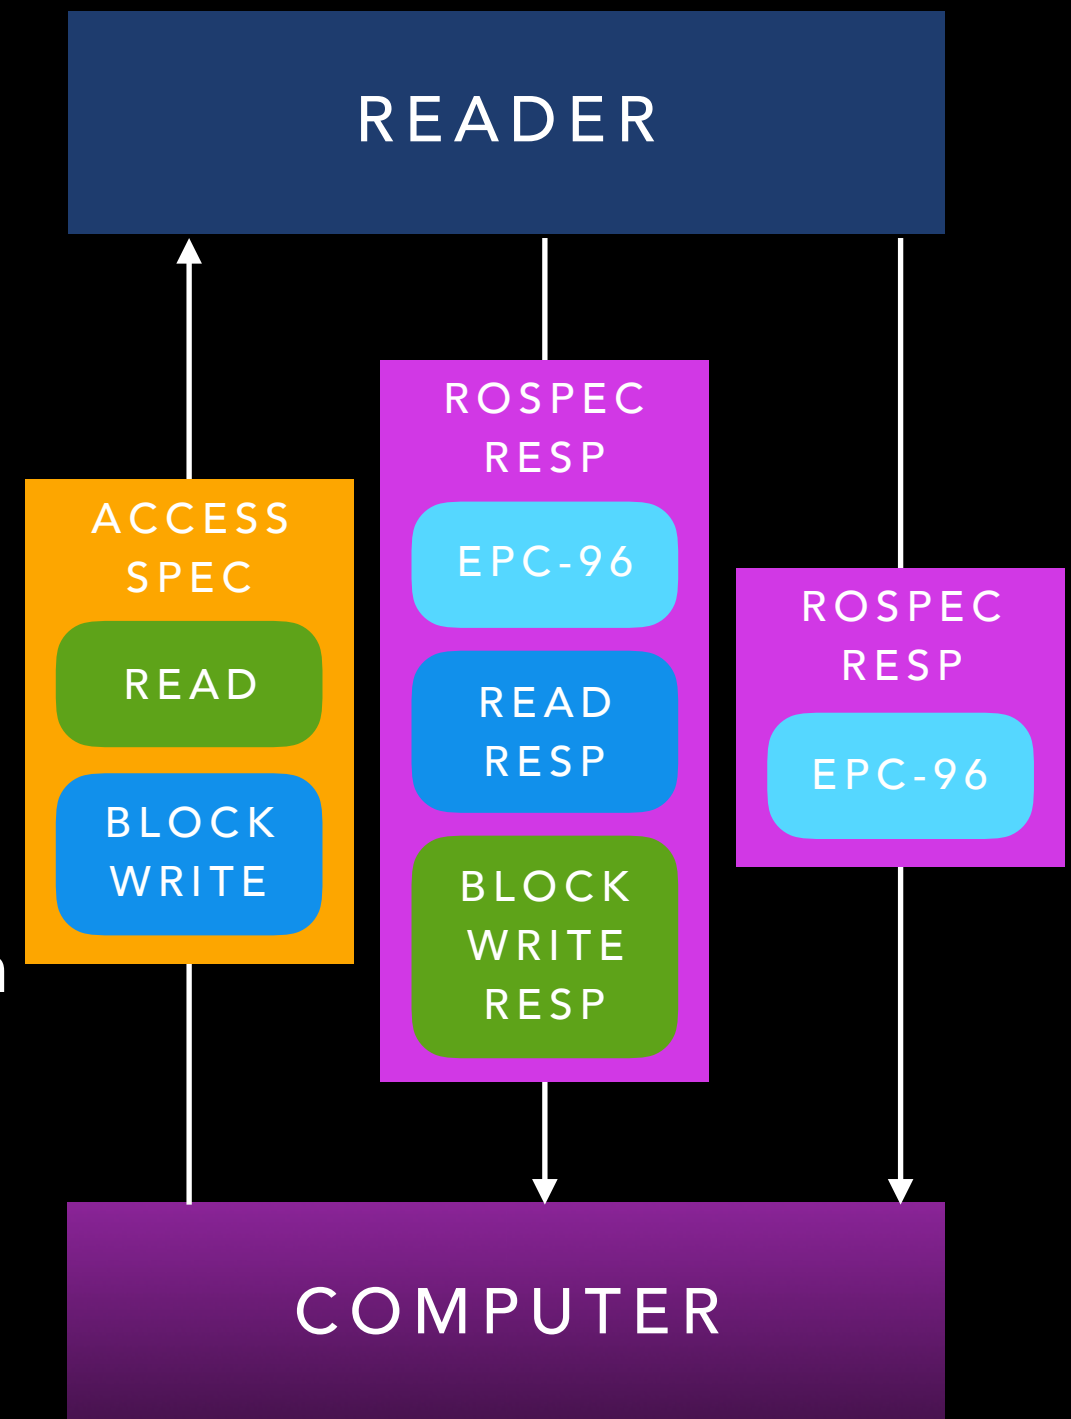 READER
ACCESS
SPEC
READ
BLOCK
WRITE
ROSPEC
RESP
EPC-96
READ
RESP
BLOCK
WRITE
RESP
ROSPEC
RESP
EPC-96
COMPUTER